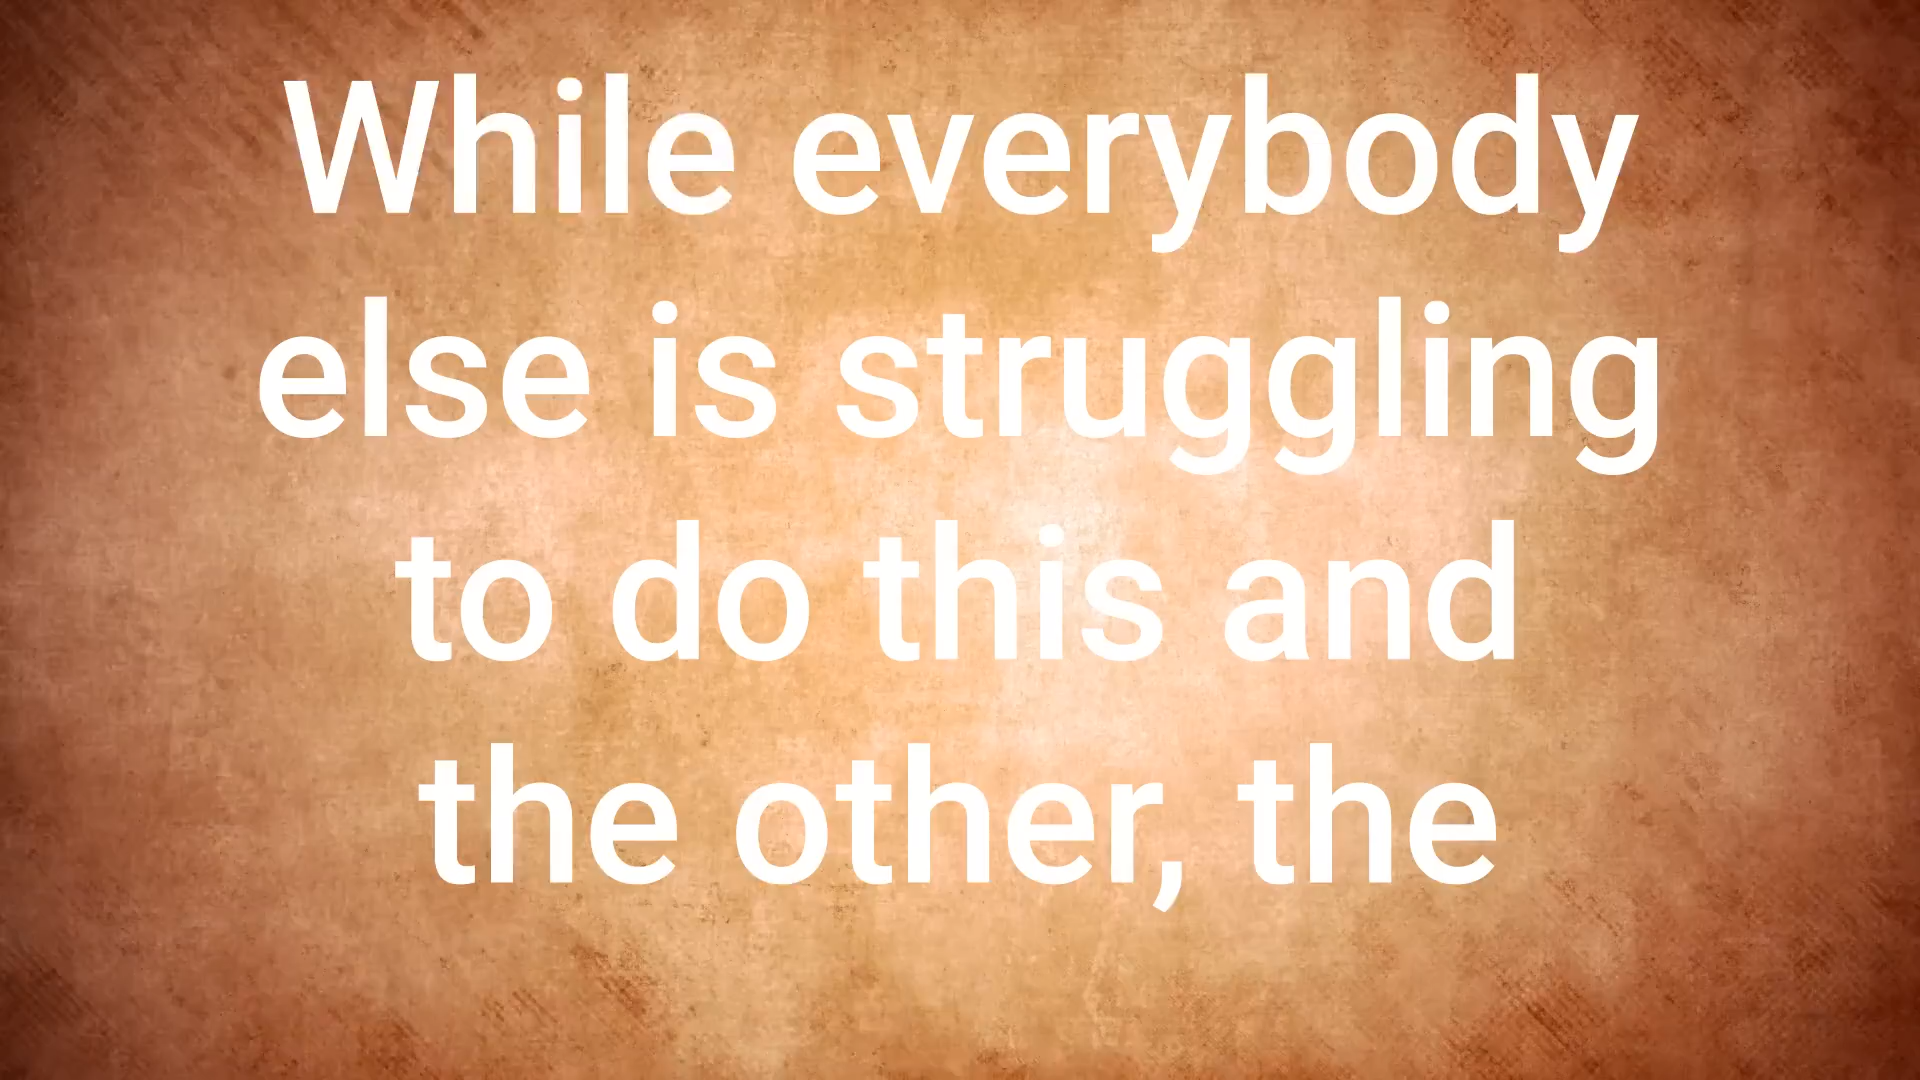 While everybody
else is struggling
to do this and
the other, the